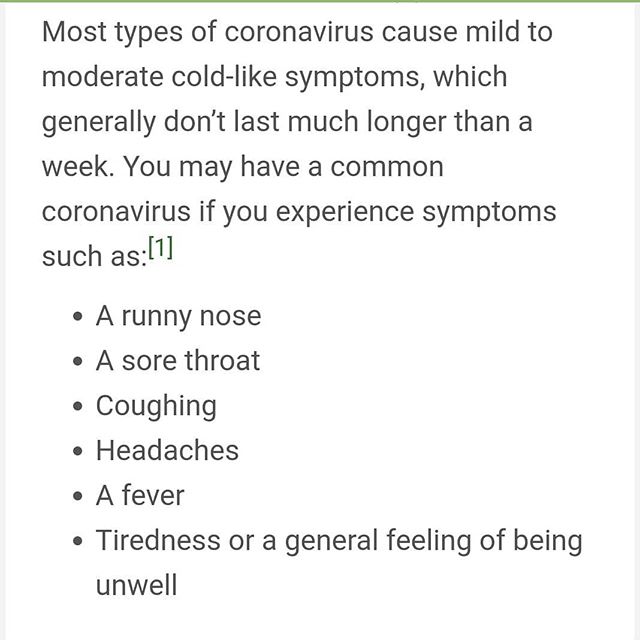 Most types of coronavirus cause mild to
moderate cold-like symptoms, which
generally don’t last much longer than a
week. You may have a common
coronavirus if you experience symptoms
such as:[1]
• A runny nose
• A sore throat
• Coughing
• Headaches
• A fever
• Tiredness or a general feeling of being
unwell